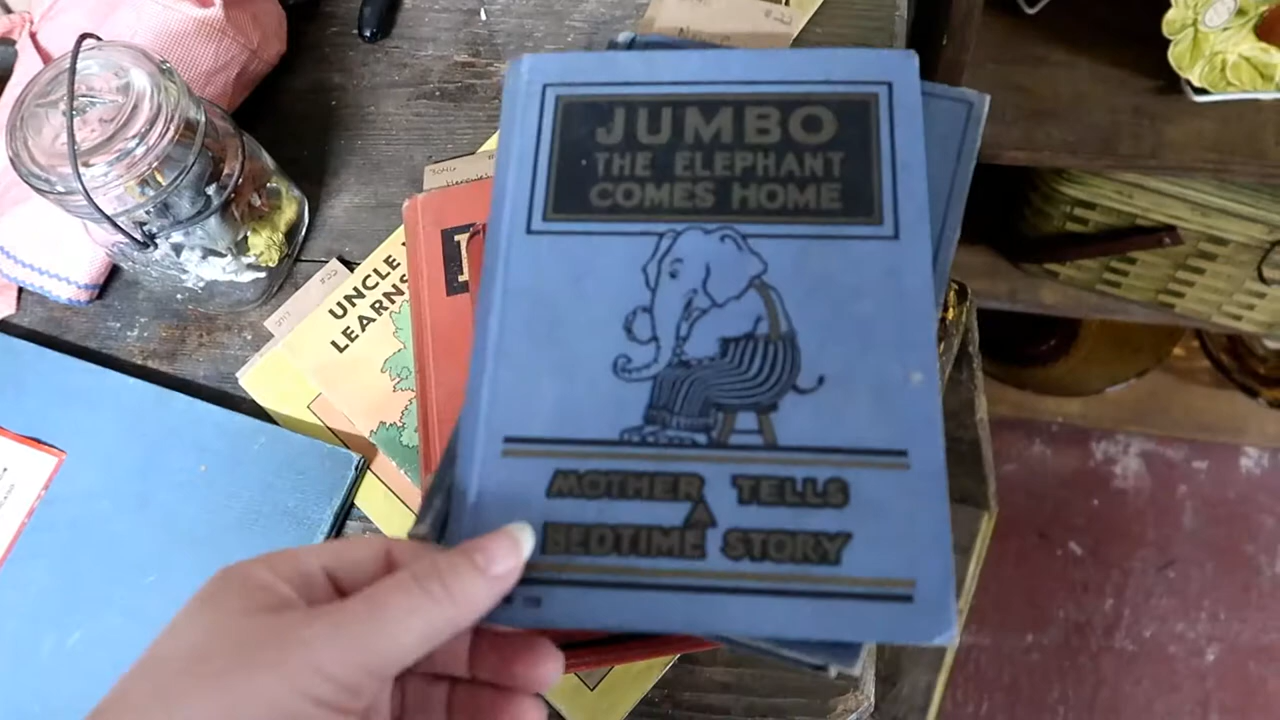 JUMBO
THE ELEPHANT
COMES HOME
MOTHER TELLS
A
BEDTIME STORY
UNCLE
LEARNS